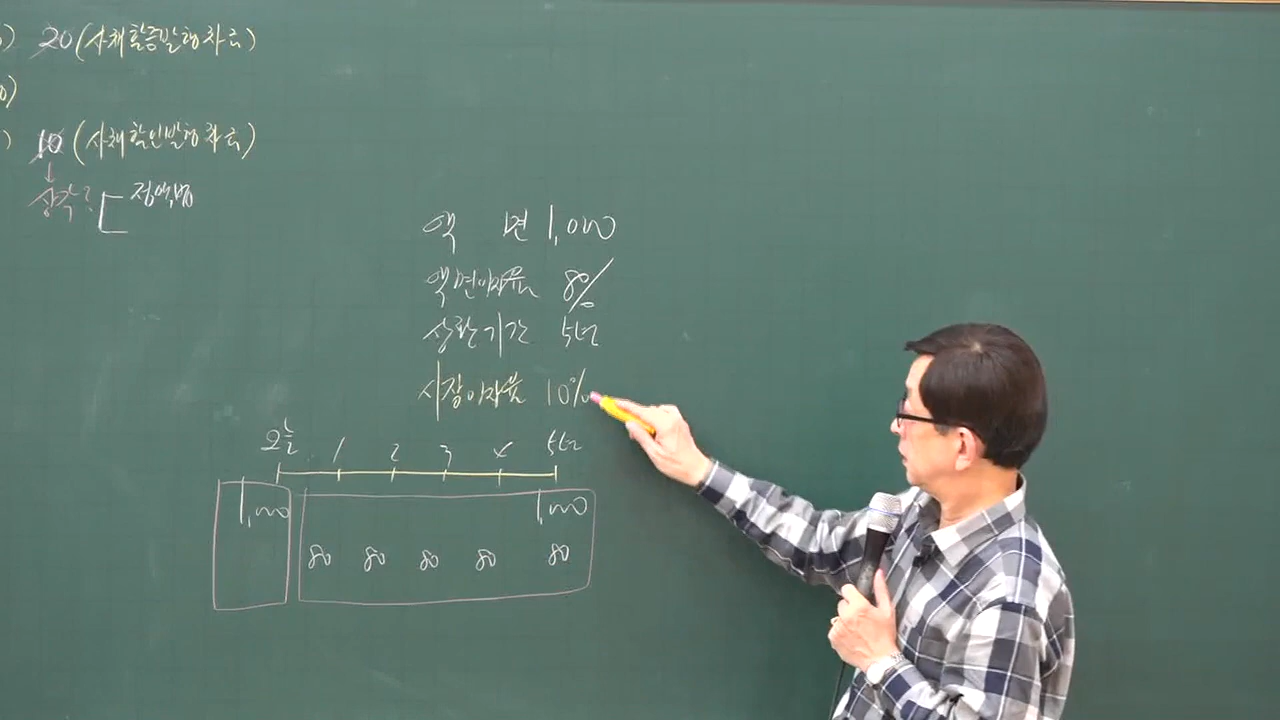 ) 20 (사채할증발행차금)
0)
) 10 (사채할인발행차금)
↓
상각? 정액법
액 면 1,000
액면이자율 8%
상환기간 5년
시장이자율 10%
1 2 3 4 5년
1,000 1,000
80 80 80 80 80